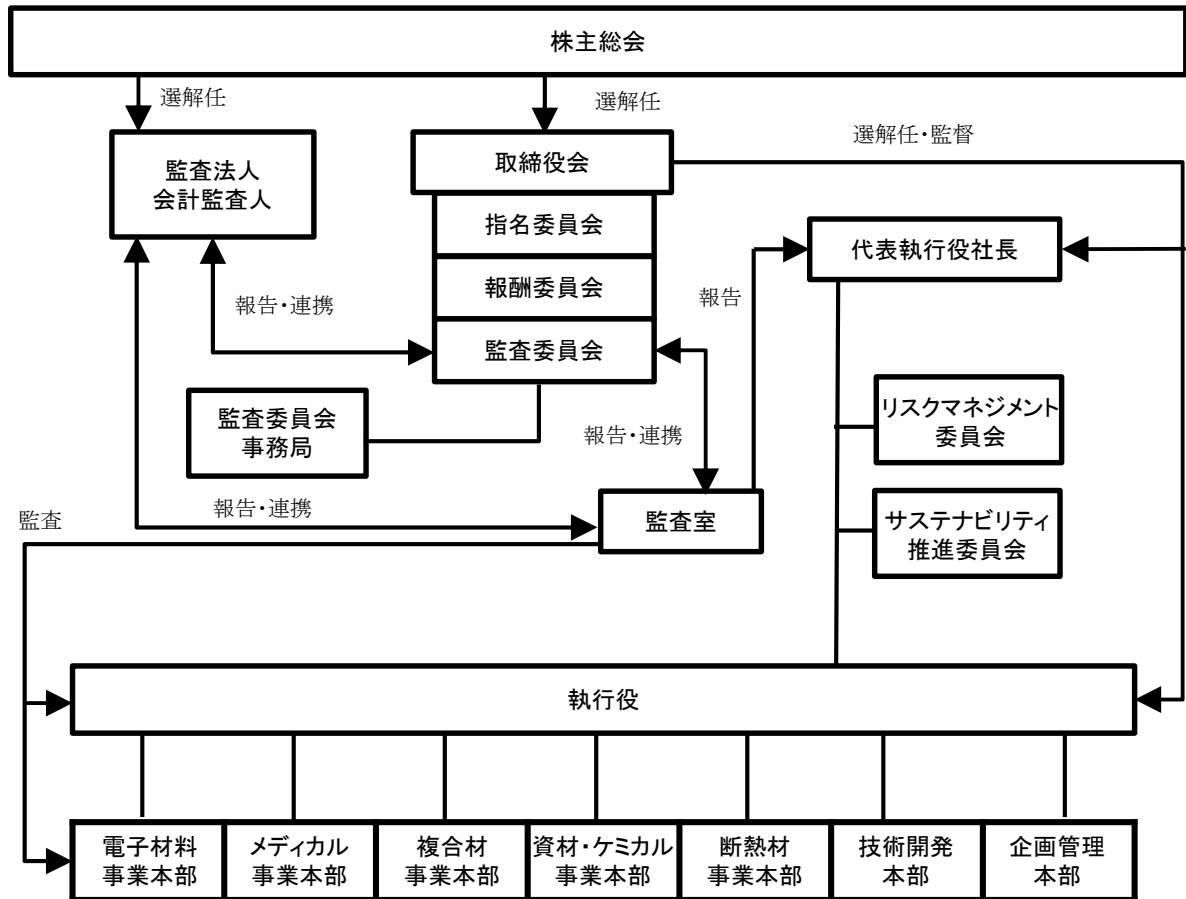 株主総会
選解任
選解任
監査法人
会計監査人
取締役会
選解任・監督
指名委員会
報酬委員会
監査委員会
代表執行役社長
報告・連携
報告
監査委員会
事務局
報告・連携
リスクマネジメント
委員会
監査
報告・連携
監査室
サステナビリティ
推進委員会
執行役
電子材料
事業本部
メディカル
事業本部
複合材
事業本部
資材・ケミカル
事業本部
断熱材
事業本部
技術開発
本部
企画管理
本部